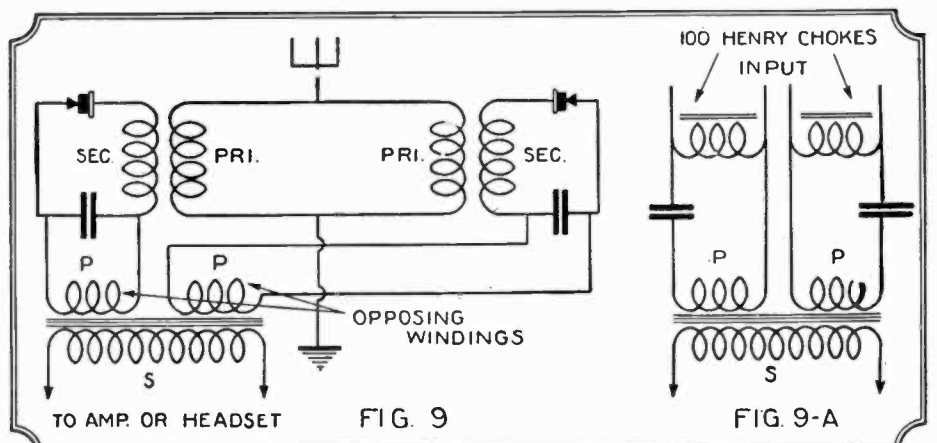 SEC.
PRI.
PRI.
SEC.
P
P
OPPOSING
WINDINGS
S
TO AMP. OR HEADSET
FIG. 9
100 HENRY CHOKES
INPUT
P
P
S
FIG. 9-A